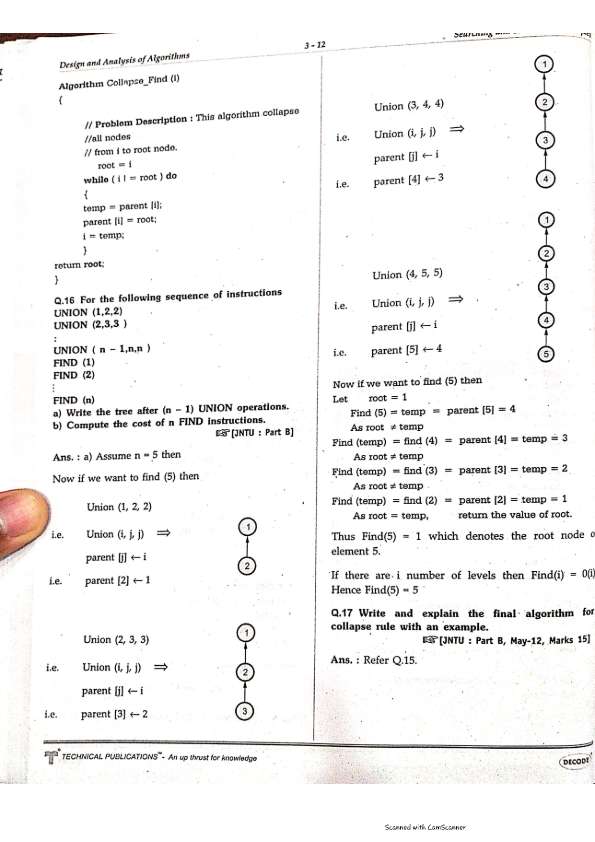 3 - 12
Design and Analysis of Algorithms
Algorithm Collapse_Find (i)
{
// Problem Description : This algorithm collapse
//all nodes
// from i to root node.
root = i
while ( i ! = root ) do
{
temp = parent [i];
parent [i] = root;
i = temp;
}
return root;
}
Q.16 For the following sequence of instructions
UNION (1,2,2)
UNION (2,3,3 )
:
UNION ( n – 1,n,n )
FIND (1)
FIND (2)
⋮
FIND (n)
a) Write the tree after (n – 1) UNION operations.
b) Compute the cost of n FIND instructions.
☞[JNTU : Part B]
Ans. : a) Assume n = 5 then
Now if we want to find (5) then
Union (1, 2, 2)
i.e. Union (i, j, j) ⟹
parent [j] ← i
i.e. parent [2] ← 1
1
2
Union (2, 3, 3)
i.e. Union (i, j, j) ⟹
parent [j] ← i
i.e. parent [3] ← 2
1
2
3
Searching
Union (3, 4, 4)
i.e. Union (i, j, j) ⟹
parent [j] ← i
i.e. parent [4] ← 3
1
2
3
4
Union (4, 5, 5)
i.e. Union (i, j, j) ⟹
parent [j] ← i
i.e. parent [5] ← 4
1
2
3
4
5
Now if we want to find (5) then
Let root = 1
Find (5) = temp = parent [5] = 4
As root ≠ temp
Find (temp) = find (4) = parent [4] = temp = 3
As root ≠ temp
Find (temp) = find (3) = parent [3] = temp = 2
As root ≠ temp
Find (temp) = find (2) = parent [2] = temp = 1
As root = temp, return the value of root.
Thus Find(5) = 1 which denotes the root node o
element 5.
If there are i number of levels then Find(i) = 0(i)
Hence Find(5) = 5
Q.17 Write and explain the final algorithm for
collapse rule with an example.
☞[JNTU : Part B, May-12, Marks 15]
Ans. : Refer Q.15.
TECHNICAL PUBLICATIONS™ - An up thrust for knowledge
DECODE
Scanned with CamScanner